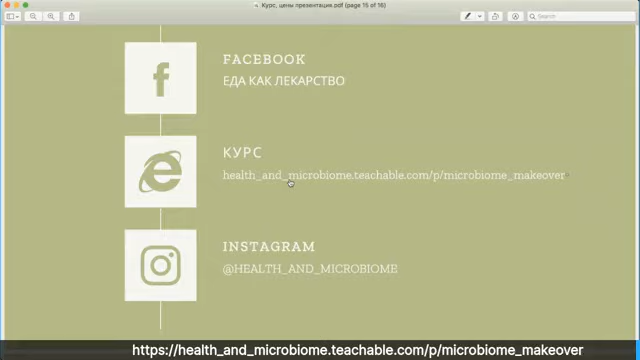 Курс, цены презентация.pdf (page 15 of 16)
Search
FACEBOOK
ЕДА КАК ЛЕКАРСТВО
КУРС
health_and_microbiome.teachable.com/p/microbiome_makeover
INSTAGRAM
@HEALTH_AND_MICROBIOME
https://health_and_microbiome.teachable.com/p/microbiome_makeover